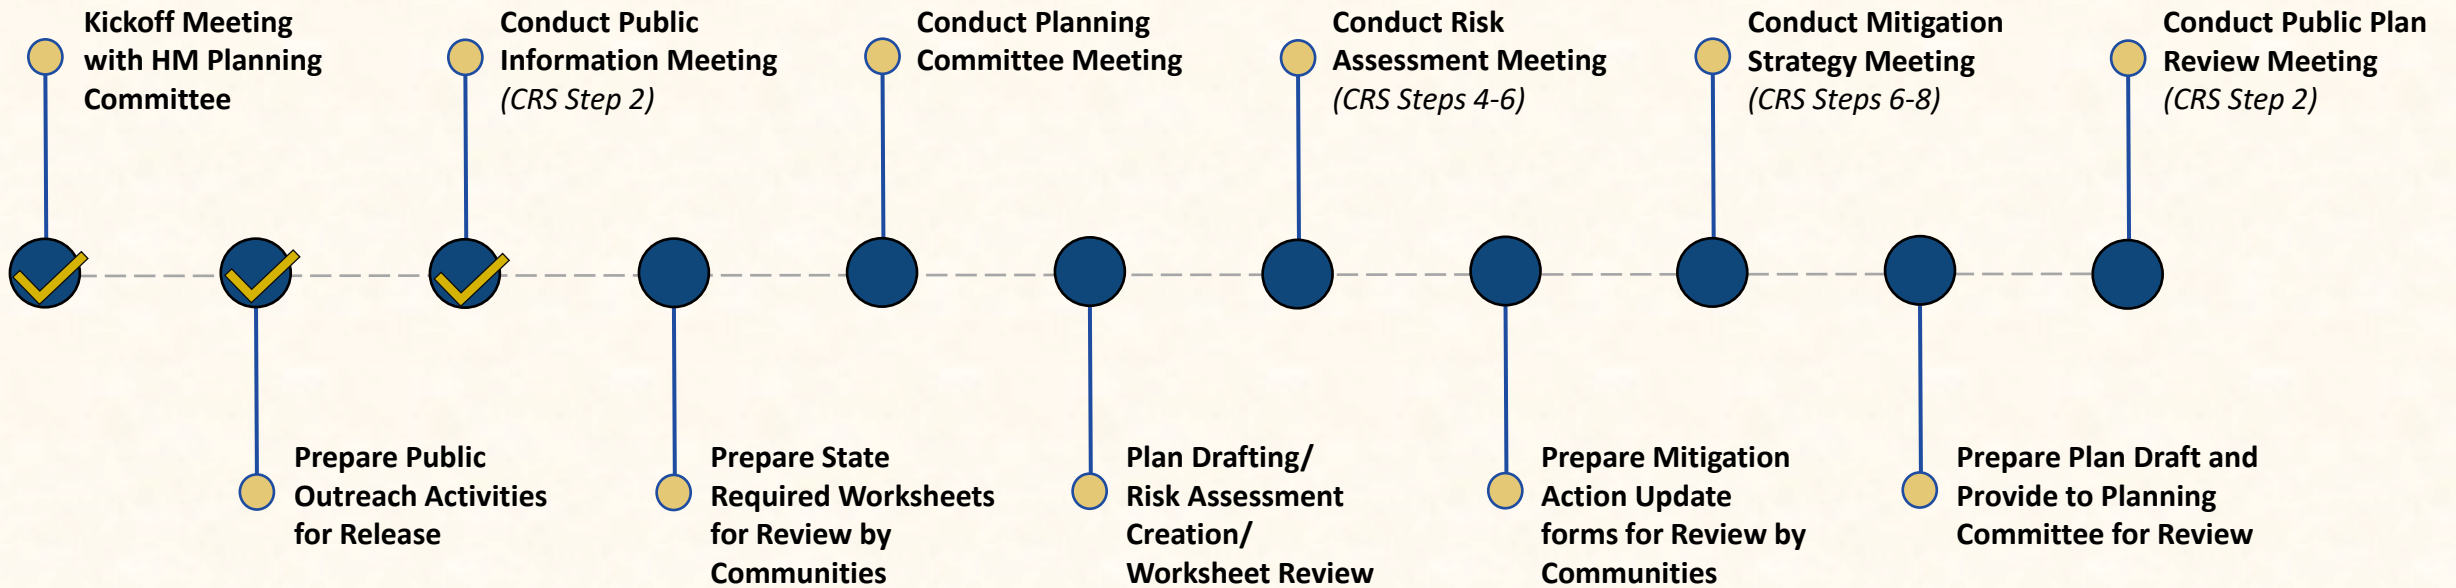 Kickoff Meeting
with HM Planning
Committee
Conduct Public
Information Meeting
(CRS Step 2)
Conduct Planning
Committee Meeting
Conduct Risk
Assessment Meeting
(CRS Steps 4-6)
Conduct Mitigation
Strategy Meeting
(CRS Steps 6-8)
Conduct Public Plan
Review Meeting
(CRS Step 2)
Prepare Public
Outreach Activities
for Release
Prepare State
Required Worksheets
for Review by
Communities
Plan Drafting/
Risk Assessment
Creation/
Worksheet Review
Prepare Mitigation
Action Update
forms for Review by
Communities
Prepare Plan Draft and
Provide to Planning
Committee for Review